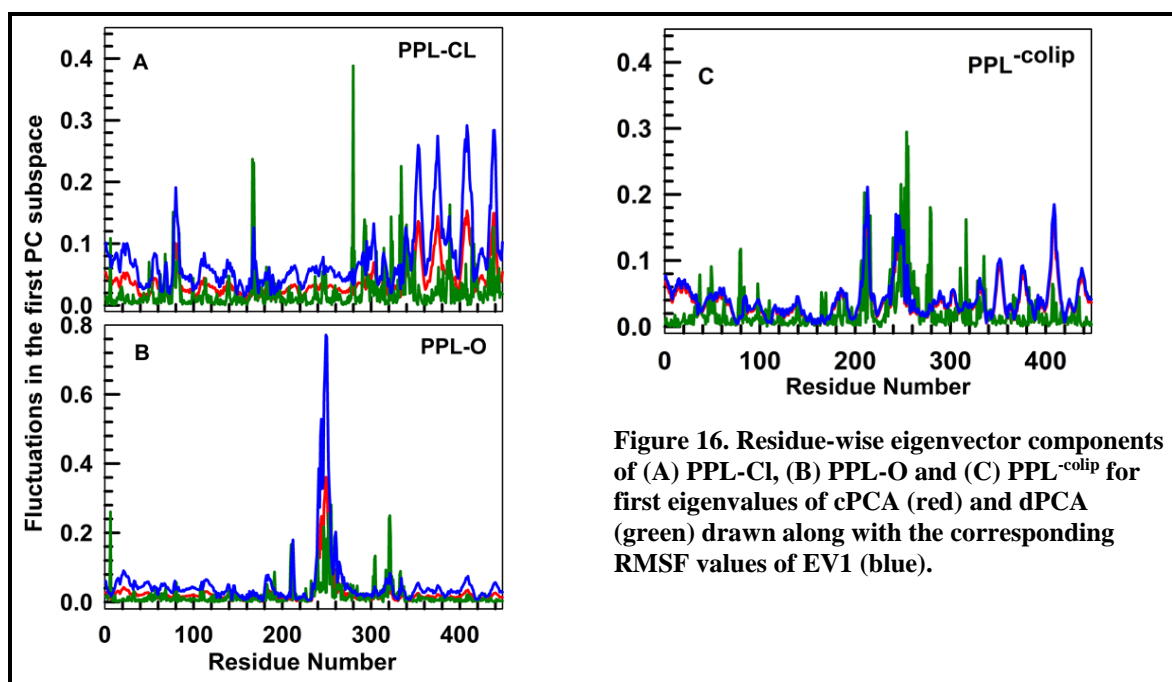 A
PPL-CL
0.4
0.3
0.2
0.1
0.0
B
PPL-O
0.8
0.6
0.4
0.2
0.0
0 100 200 300 400
Residue Number
Fluctuations in the first PC subspace
C
PPL-colip
0.4
0.3
0.2
0.1
0.0
0 100 200 300 400
Residue Number
Figure 16. Residue-wise eigenvector components
of (A) PPL-Cl, (B) PPL-O and (C) PPL-colip for
first eigenvalues of cPCA (red) and dPCA
(green) drawn along with the corresponding
RMSF values of EV1 (blue).